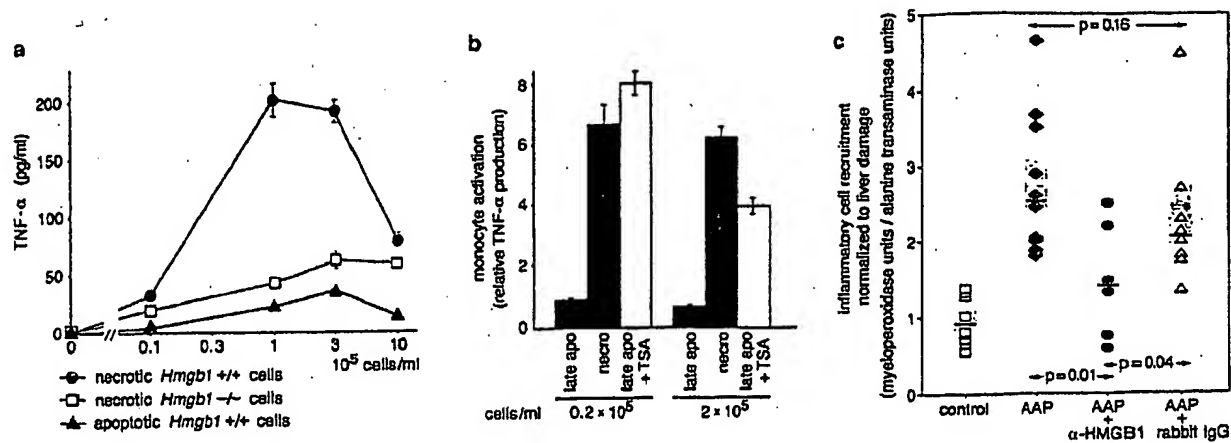 a
TNF-α (pg/ml)
200
150
100
50
0
0
0.1
0.3
1
3
10
10⁵ cells/ml
necrotic Hmgb1 +/+ cells
necrotic Hmgb1 −/− cells
apoptotic Hmgb1 +/+ cells
b
monocyte activation
(relative TNF-α production)
8
6
4
2
0
late apo
necro
late apo
+ TSA
late apo
necro
late apo
+ TSA
cells/ml
0.2 x 10⁵
2 x 10⁵
c
Inflammatory cell recruitment
normalized to liver damage
(myeloperoxidase units / alanine transaminase units)
5
4
3
2
1
0
p=0.16
p=0.01
p=0.04
control
AAP
AAP
+
α-HMGB1
AAP
+
rabbit IgG